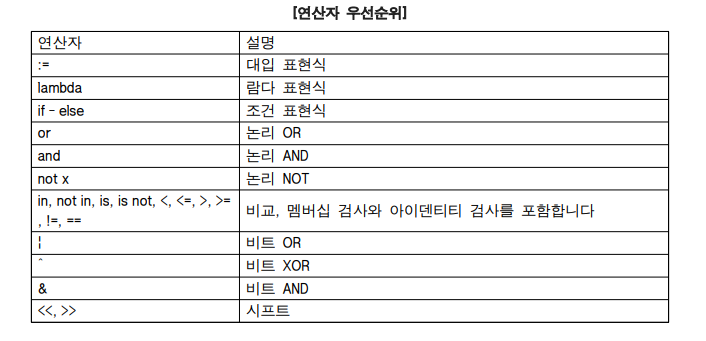 [연산자 우선순위]
연산자 설명
:= 대입 표현식
lambda 람다 표현식
if - else 조건 표현식
or 논리 OR
and 논리 AND
not x 논리 NOT
in, not in, is, is not, <, <=, >, >=
, !=, == 비교, 멤버십 검사와 아이덴티티 검사를 포함합니다
¦ 비트 OR
^ 비트 XOR
& 비트 AND
<<, >> 시프트